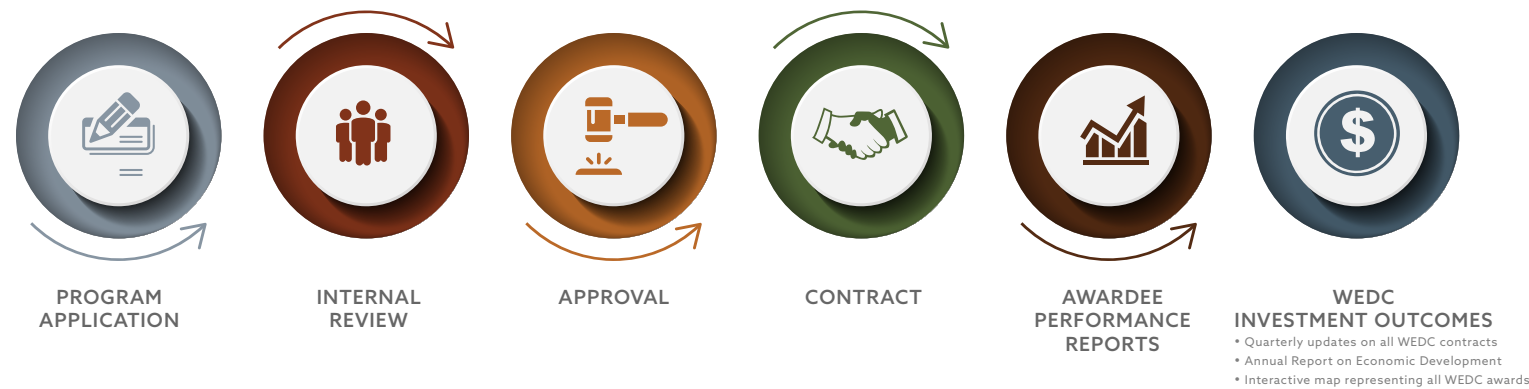 PROGRAM
APPLICATION
INTERNAL
REVIEW
APPROVAL
CONTRACT
AWARDEE
PERFORMANCE
REPORTS
WEDC
INVESTMENT OUTCOMES
• Quarterly updates on all WEDC contracts
• Annual Report on Economic Development
• Interactive map representing all WEDC awards
$